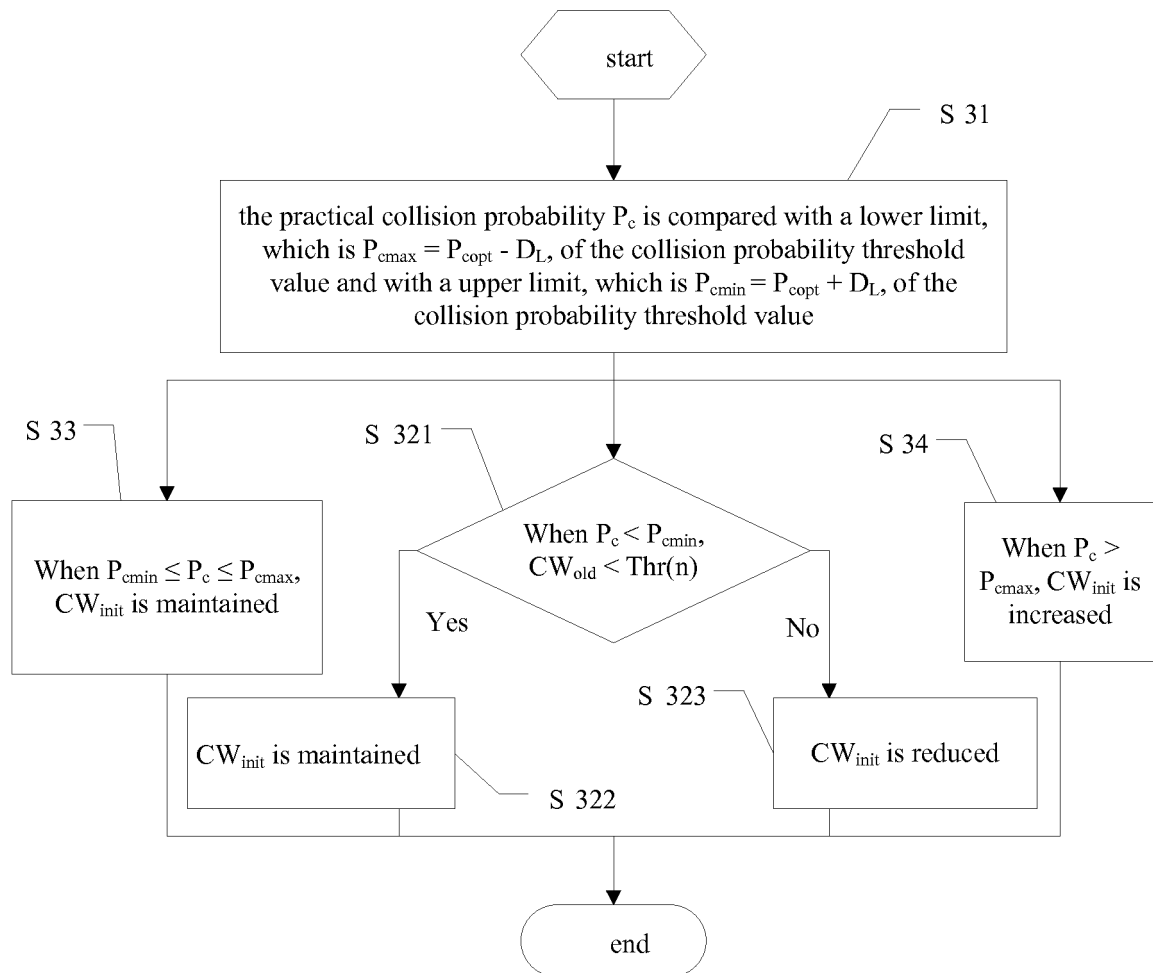 start
S 31
the practical collision probability Pc is compared with a lower limit,
which is Pcmax = Pcopt - DL, of the collision probability threshold
value and with a upper limit, which is Pcmin = Pcopt + DL, of the
collision probability threshold value
S 33
S 321
S 34
When Pcmin ≤ Pc ≤ Pcmax,
CWinit is maintained
When Pc < Pcmin,
CWold < Thr(n)
When Pc >
Pcmax, CWinit is
increased
Yes
No
S 323
CWinit is maintained
CWinit is reduced
S 322
end